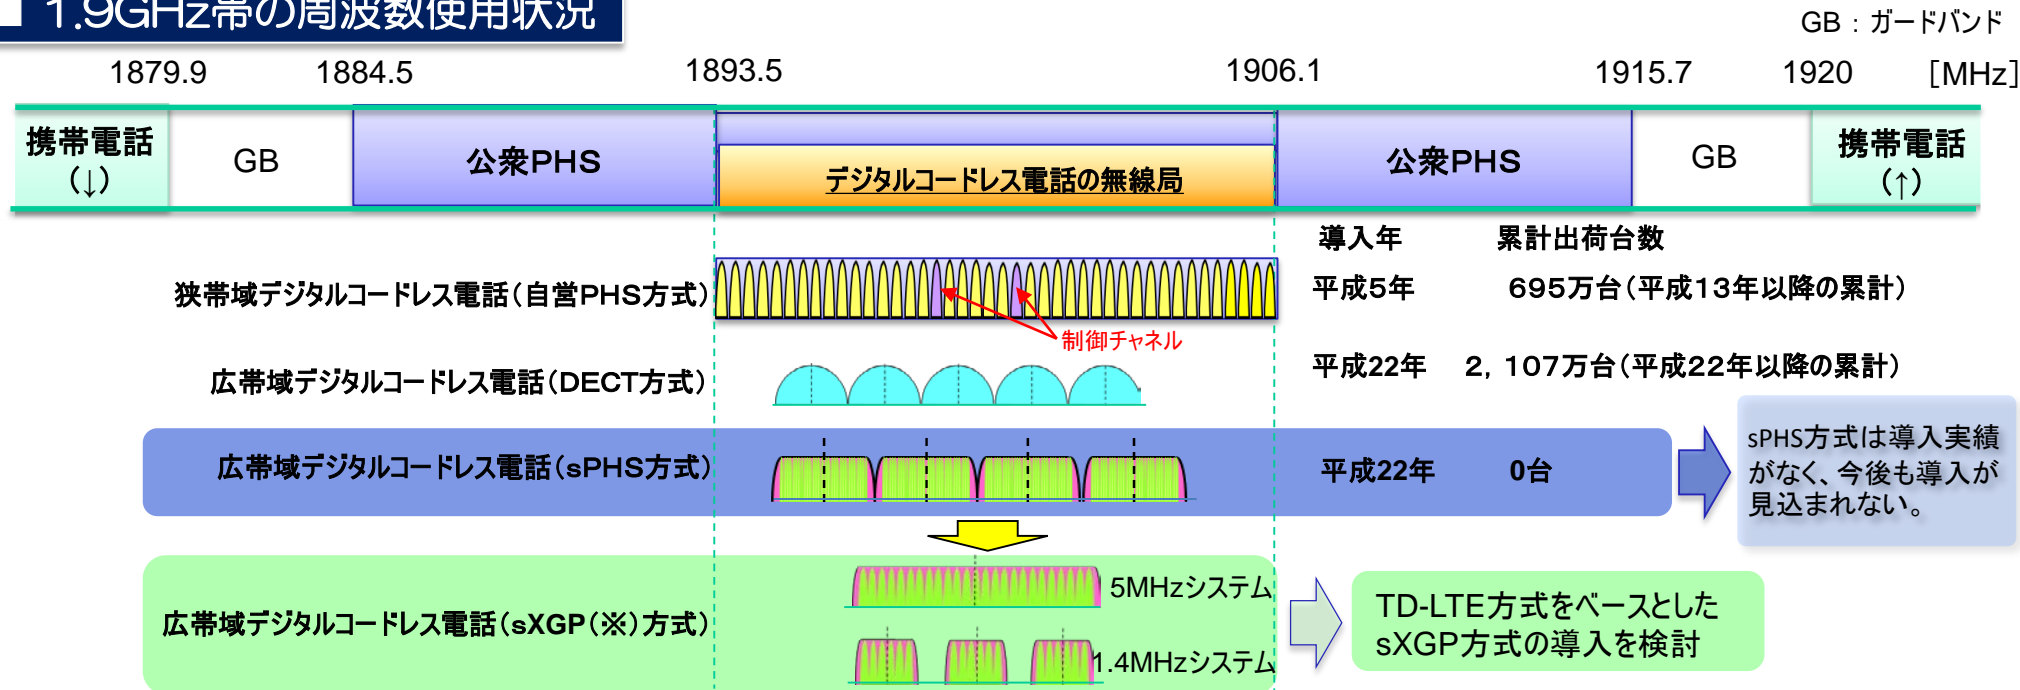 ■ 1.9GHz帯の周波数使用状況
GB：ガードバンド
1879.9 1884.5 1893.5 1906.1 1915.7 1920 [MHz]
携帯電話
(↓)
GB
公衆PHS
デジタルコードレス電話の無線局
公衆PHS
GB
携帯電話
(↑)
導入年 累計出荷台数
狭帯域デジタルコードレス電話(自営PHS方式)
平成5年 695万台(平成13年以降の累計)
制御チャネル
広帯域デジタルコードレス電話(DECT方式)
平成22年 2,107万台(平成22年以降の累計)
広帯域デジタルコードレス電話(sPHS方式)
平成22年 0台
sPHS方式は導入実績
がなく、今後も導入が
見込まれない。
広帯域デジタルコードレス電話(sXGP(※)方式)
5MHzシステム
1.4MHzシステム
TD-LTE方式をベースとした
sXGP方式の導入を検討